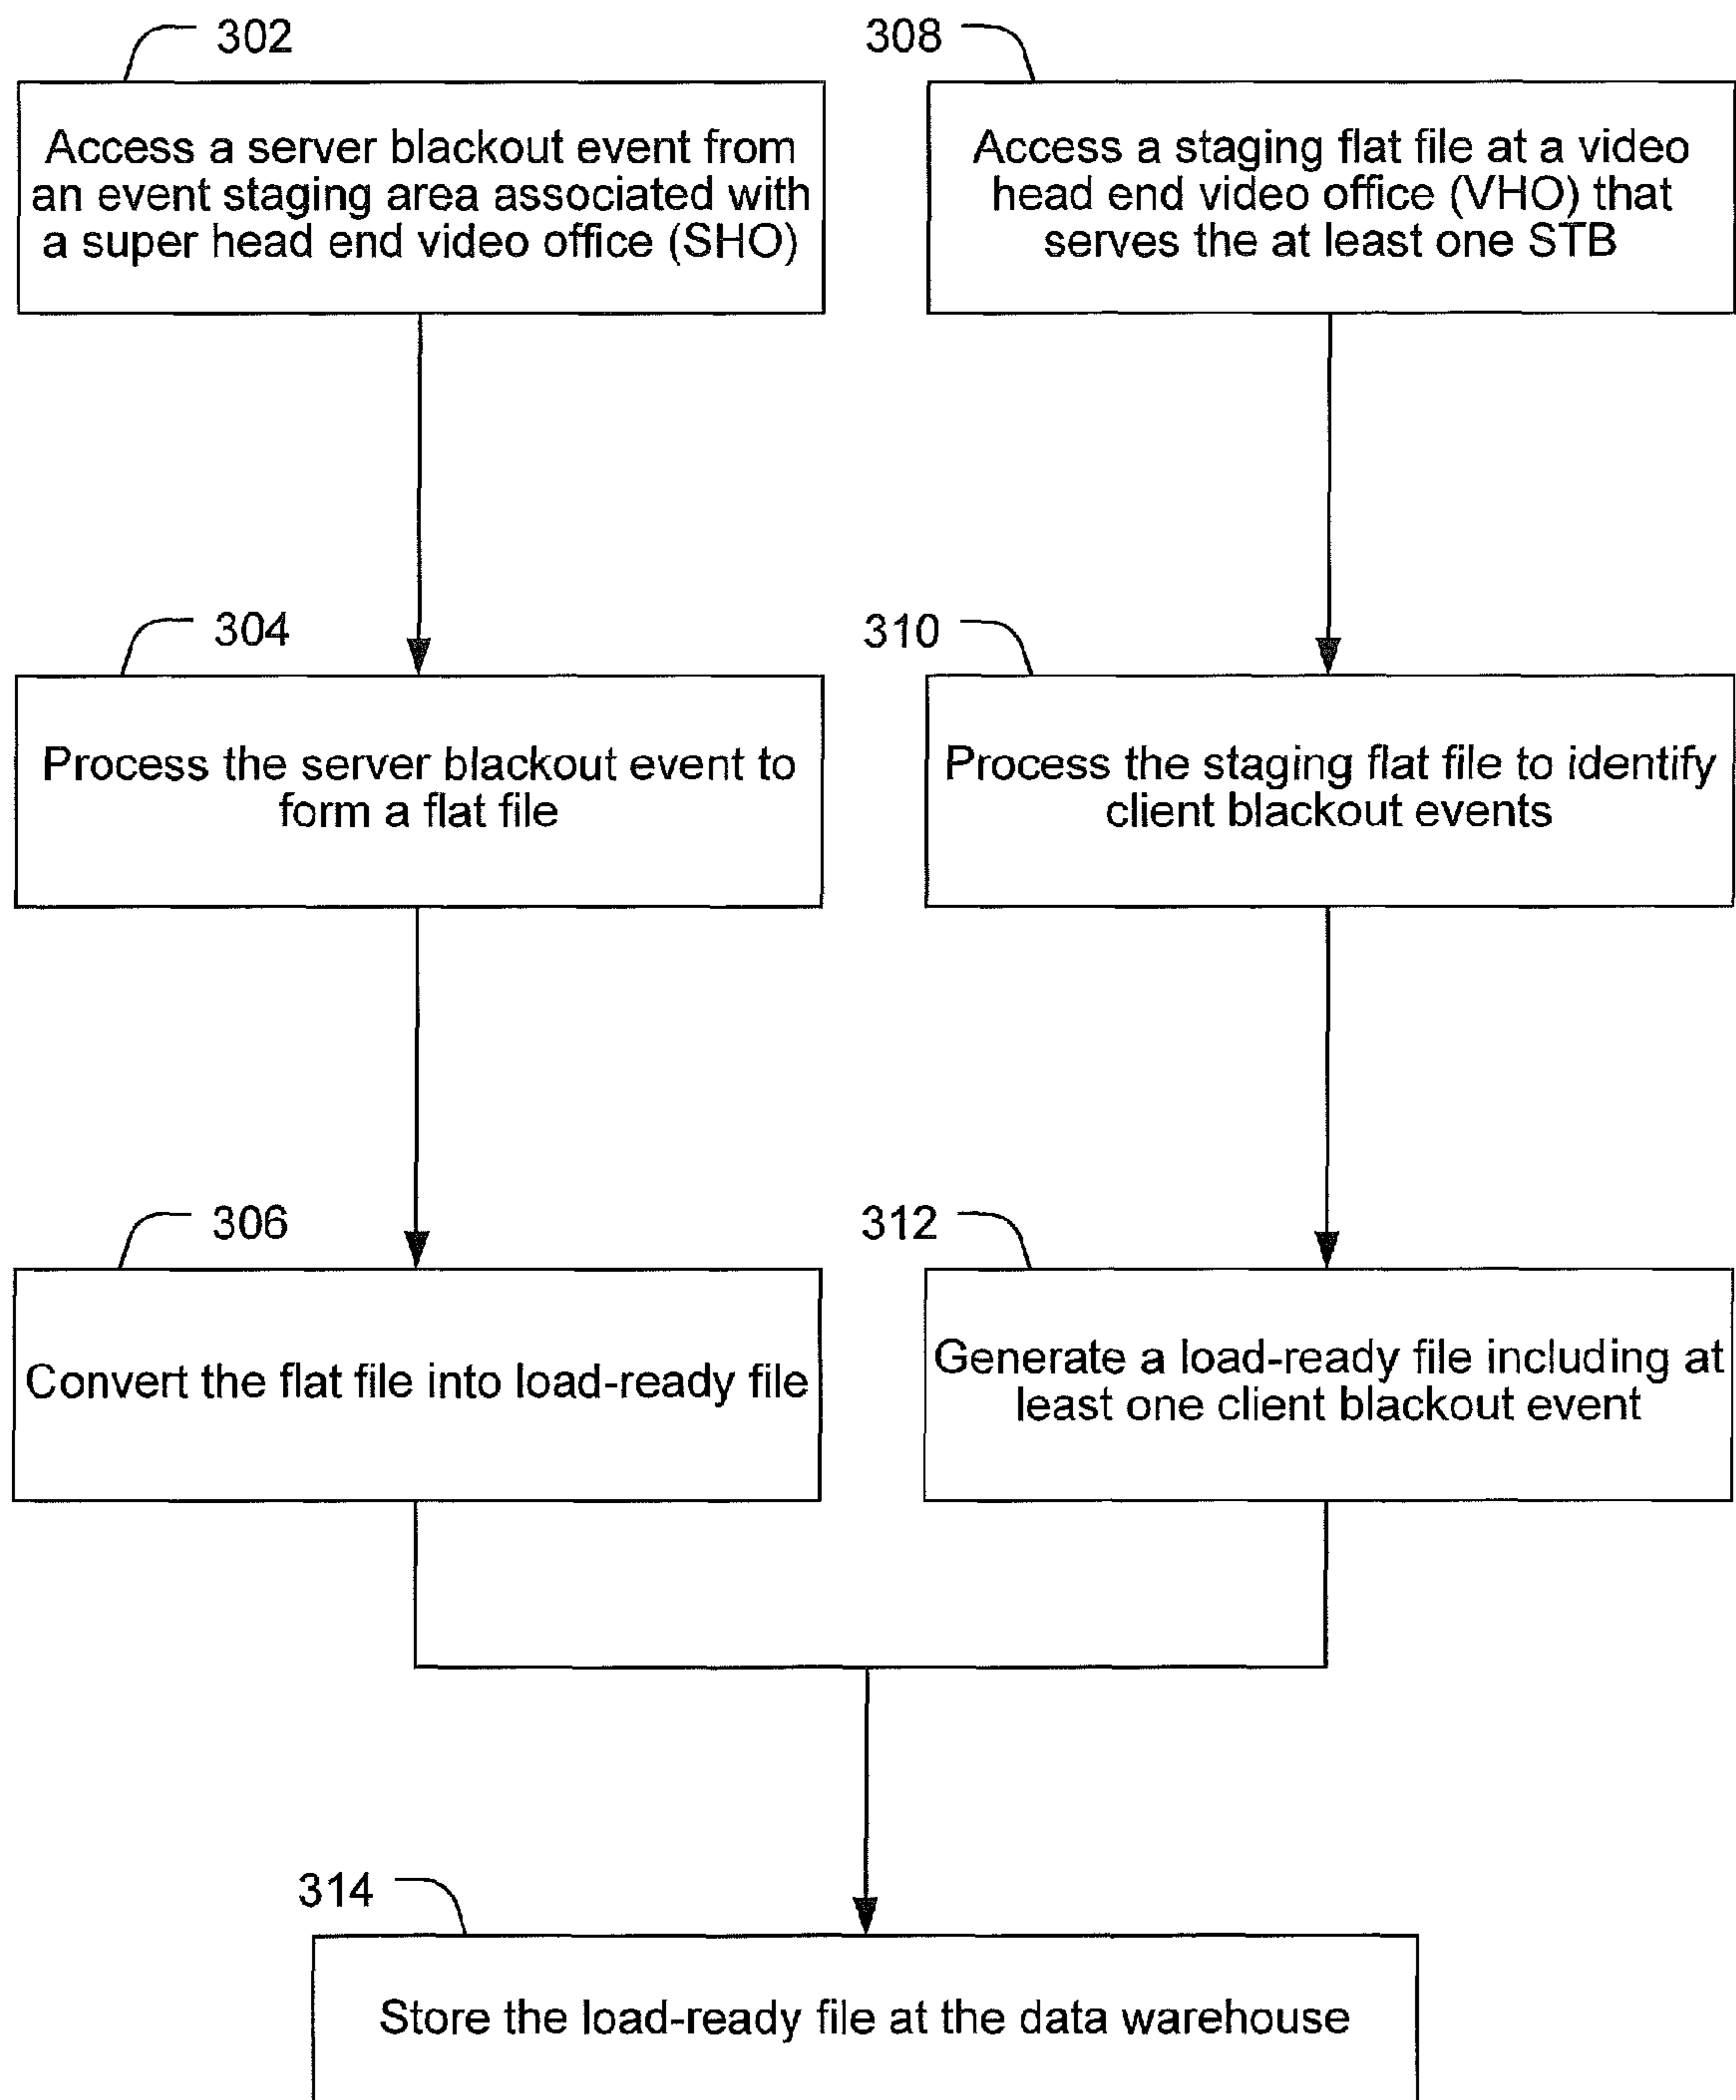 302
Access a server blackout event from
an event staging area associated with
a super head end video office (SHO)
308
Access a staging flat file at a video
head end video office (VHO) that
serves the at least one STB
304
Process the server blackout event to
form a flat file
310
Process the staging flat file to identify
client blackout events
306
Convert the flat file into load-ready file
312
Generate a load-ready file including at
least one client blackout event
314
Store the load-ready file at the data warehouse